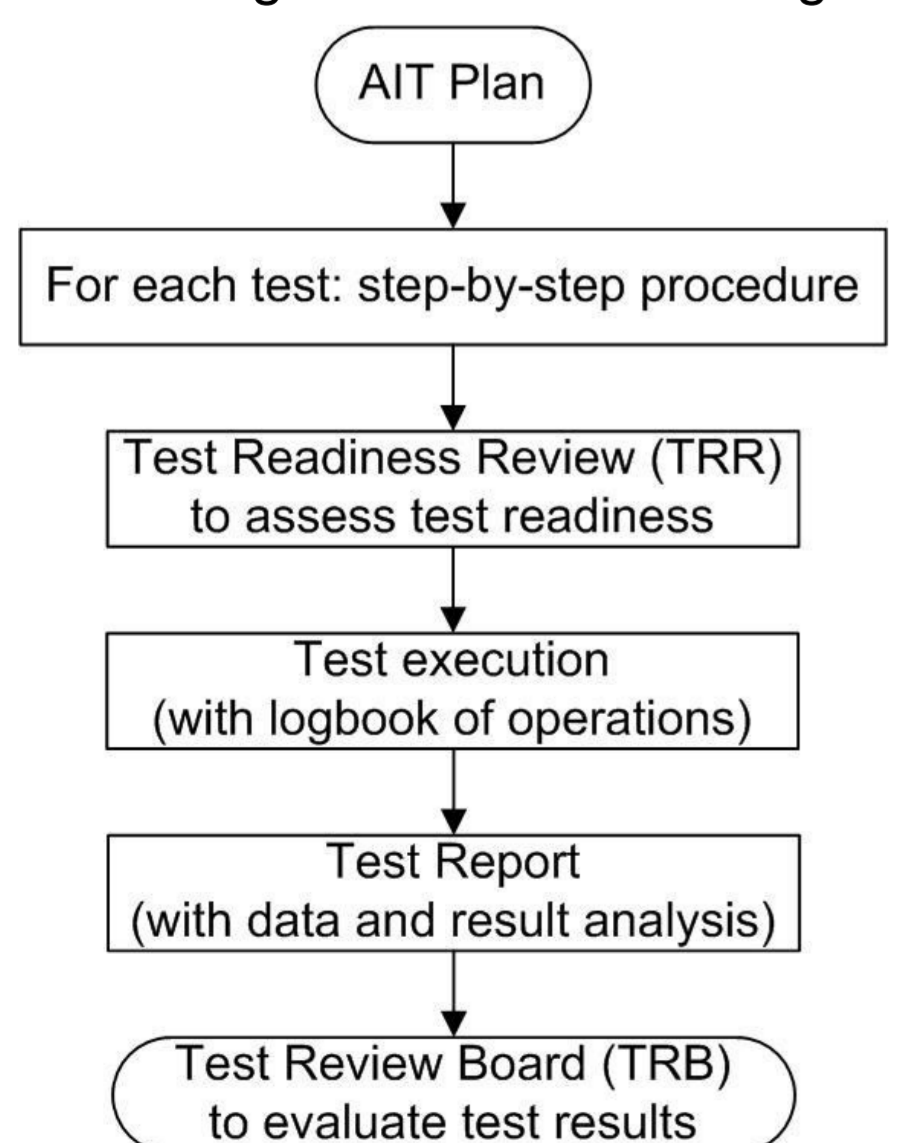 AIT Plan
For each test: step-by-step procedure
Test Readiness Review (TRR)
to assess test readiness
Test execution
(with logbook of operations)
Test Report
(with data and result analysis)
Test Review Board (TRB)
to evaluate test results